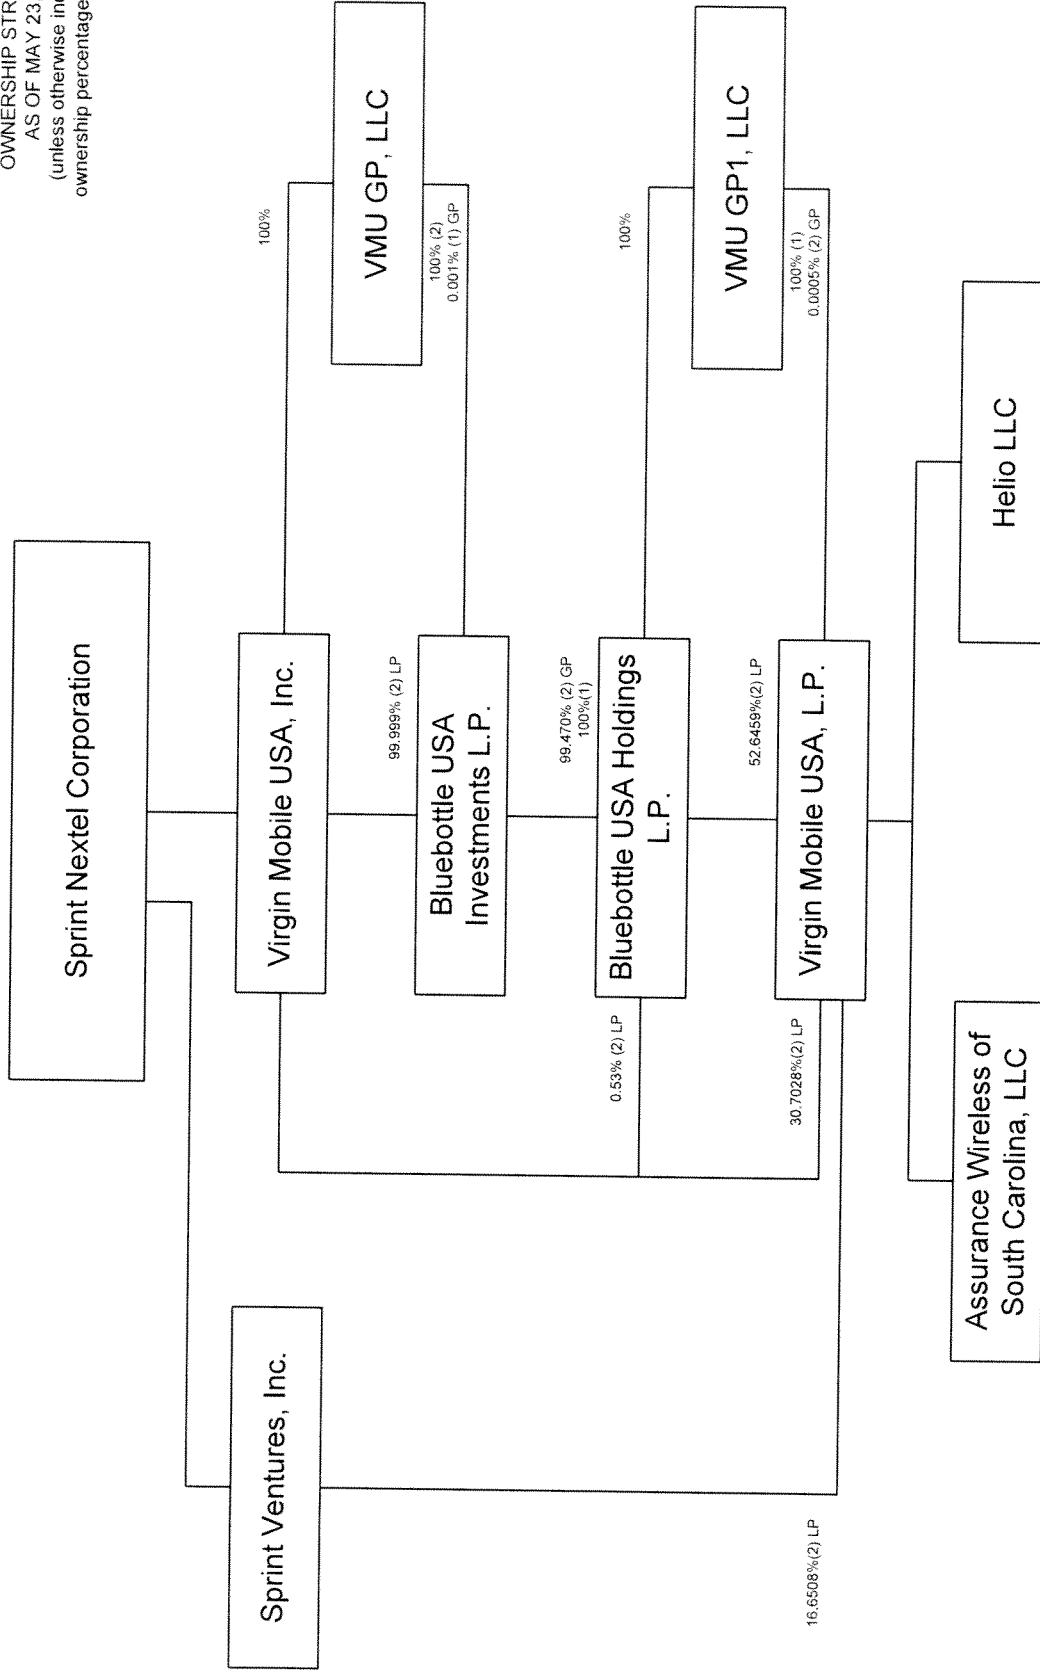 OWNERSHIP STR
AS OF MAY 23,
(unless otherwise
ownership percentage
Sprint Nextel Corporation
Sprint Ventures, Inc.
Virgin Mobile USA, Inc.
100%
VMU GP, LLC
99.999% (2) LP
100% (2)
0.001% (1) GP
Bluebottle USA
Investments L.P.
99.470% (2) GP
100%(1)
100%
0.53% (2) LP
Bluebottle USA Holdings
L.P.
VMU GP1, LLC
52.6459%(2) LP
100% (1)
0.0005% (2) GP
16.6508%(2) LP
30.7028%(2) LP
Virgin Mobile USA, L.P.
Assurance Wireless of
South Carolina, LLC
Helio LLC